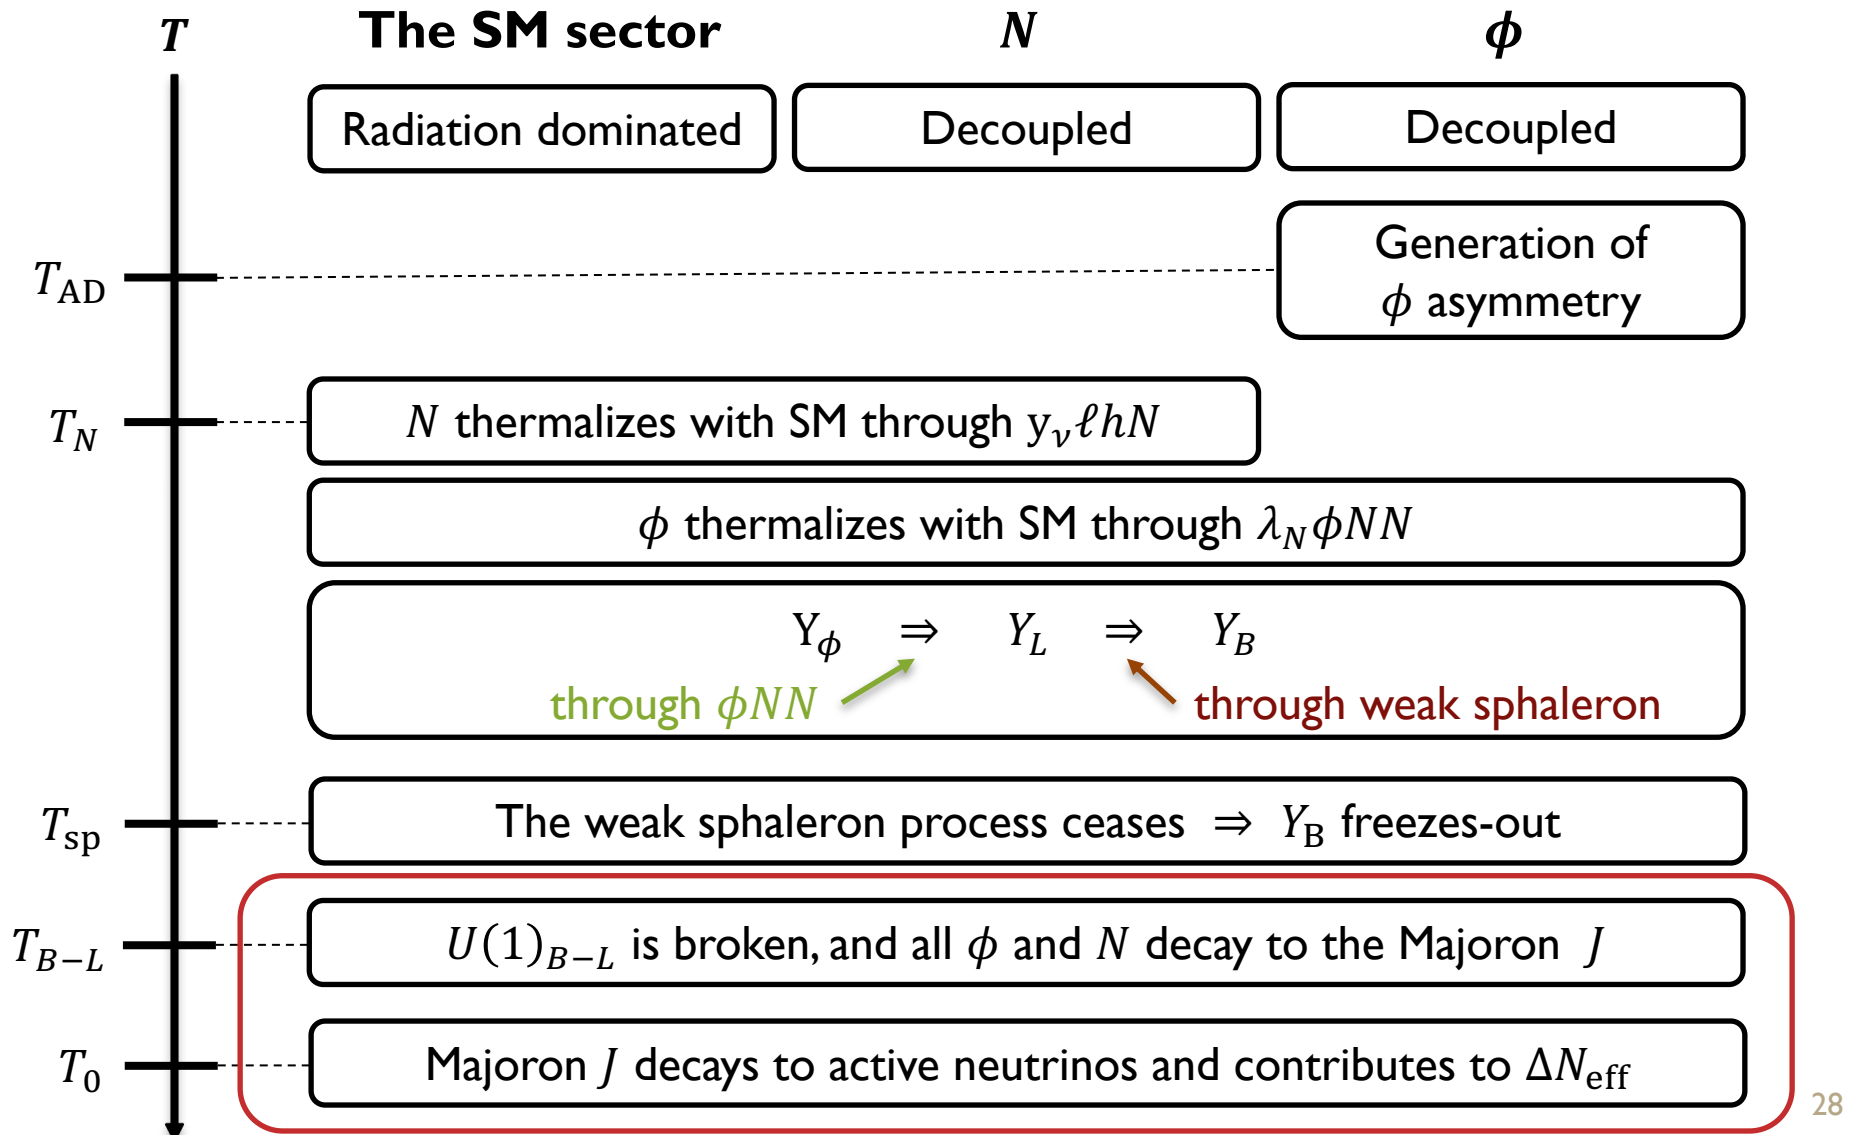 T The SM sector N ϕ
Radiation dominated Decoupled Decoupled
Generation of
ϕ asymmetry
T_AD
T_N N thermalizes with SM through y_ν ℓhN
ϕ thermalizes with SM through λ_N ϕNN
Y_ϕ ⇒ Y_L ⇒ Y_B
through ϕNN through weak sphaleron
T_sp The weak sphaleron process ceases ⇒ Y_B freezes-out
T_{B−L} U(1)_{B−L} is broken, and all ϕ and N decay to the Majoron J
T_0 Majoron J decays to active neutrinos and contributes to ΔN_eff
28